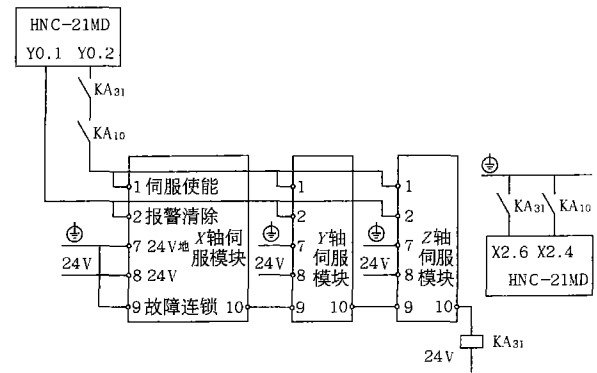 HNC-21MD
Y0.1 Y0.2
KA31
KA10
1 伺服使能
2 报警清除
7 24V地
24V
8 24V
9 故障连锁 10
X轴伺
服模块
1
2
7
24V
8
9 10
Y轴
伺服
模块
1
2
7
24V
8
9 10
Z轴
伺服
模块
KA31
24V
KA31 KA10
X2.6 X2.4
HNC-21MD